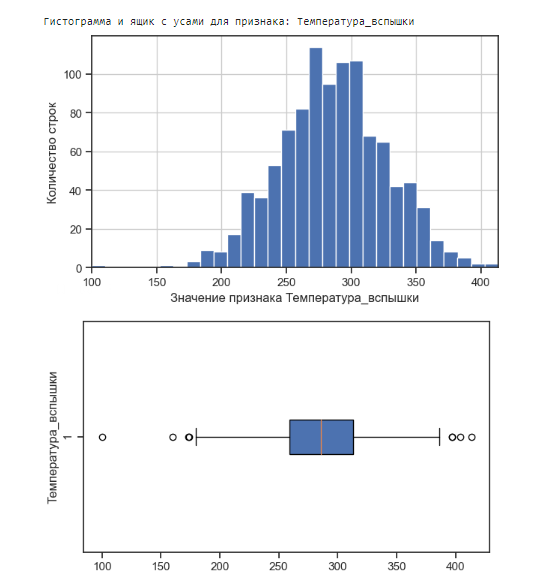 Гистограмма и ящик с усами для признака: Температура_вспышки
Количество строк
100
80
60
40
20
0
100 150 200 250 300 350 400
Значение признака Температура_вспышки
Температура_вспышки
1
100 150 200 250 300 350 400